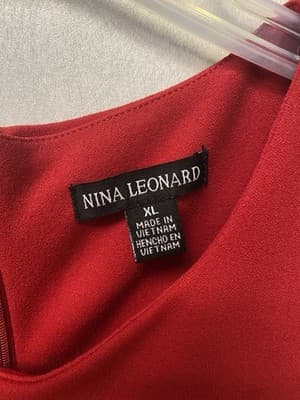 NINA LEONARD
XL
MADE IN
VIETNAM
HENCHO EN
VIETNAM